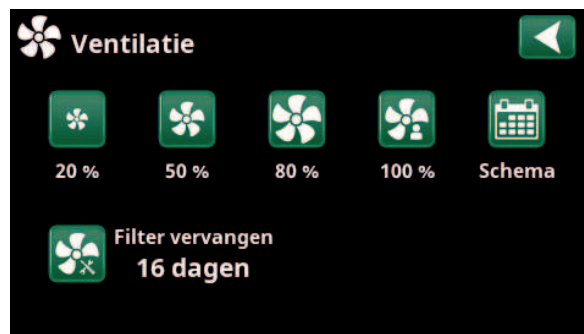 Ventilatie
20 %
50 %
80 %
100 %
Schema
Filter vervangen
16 dagen